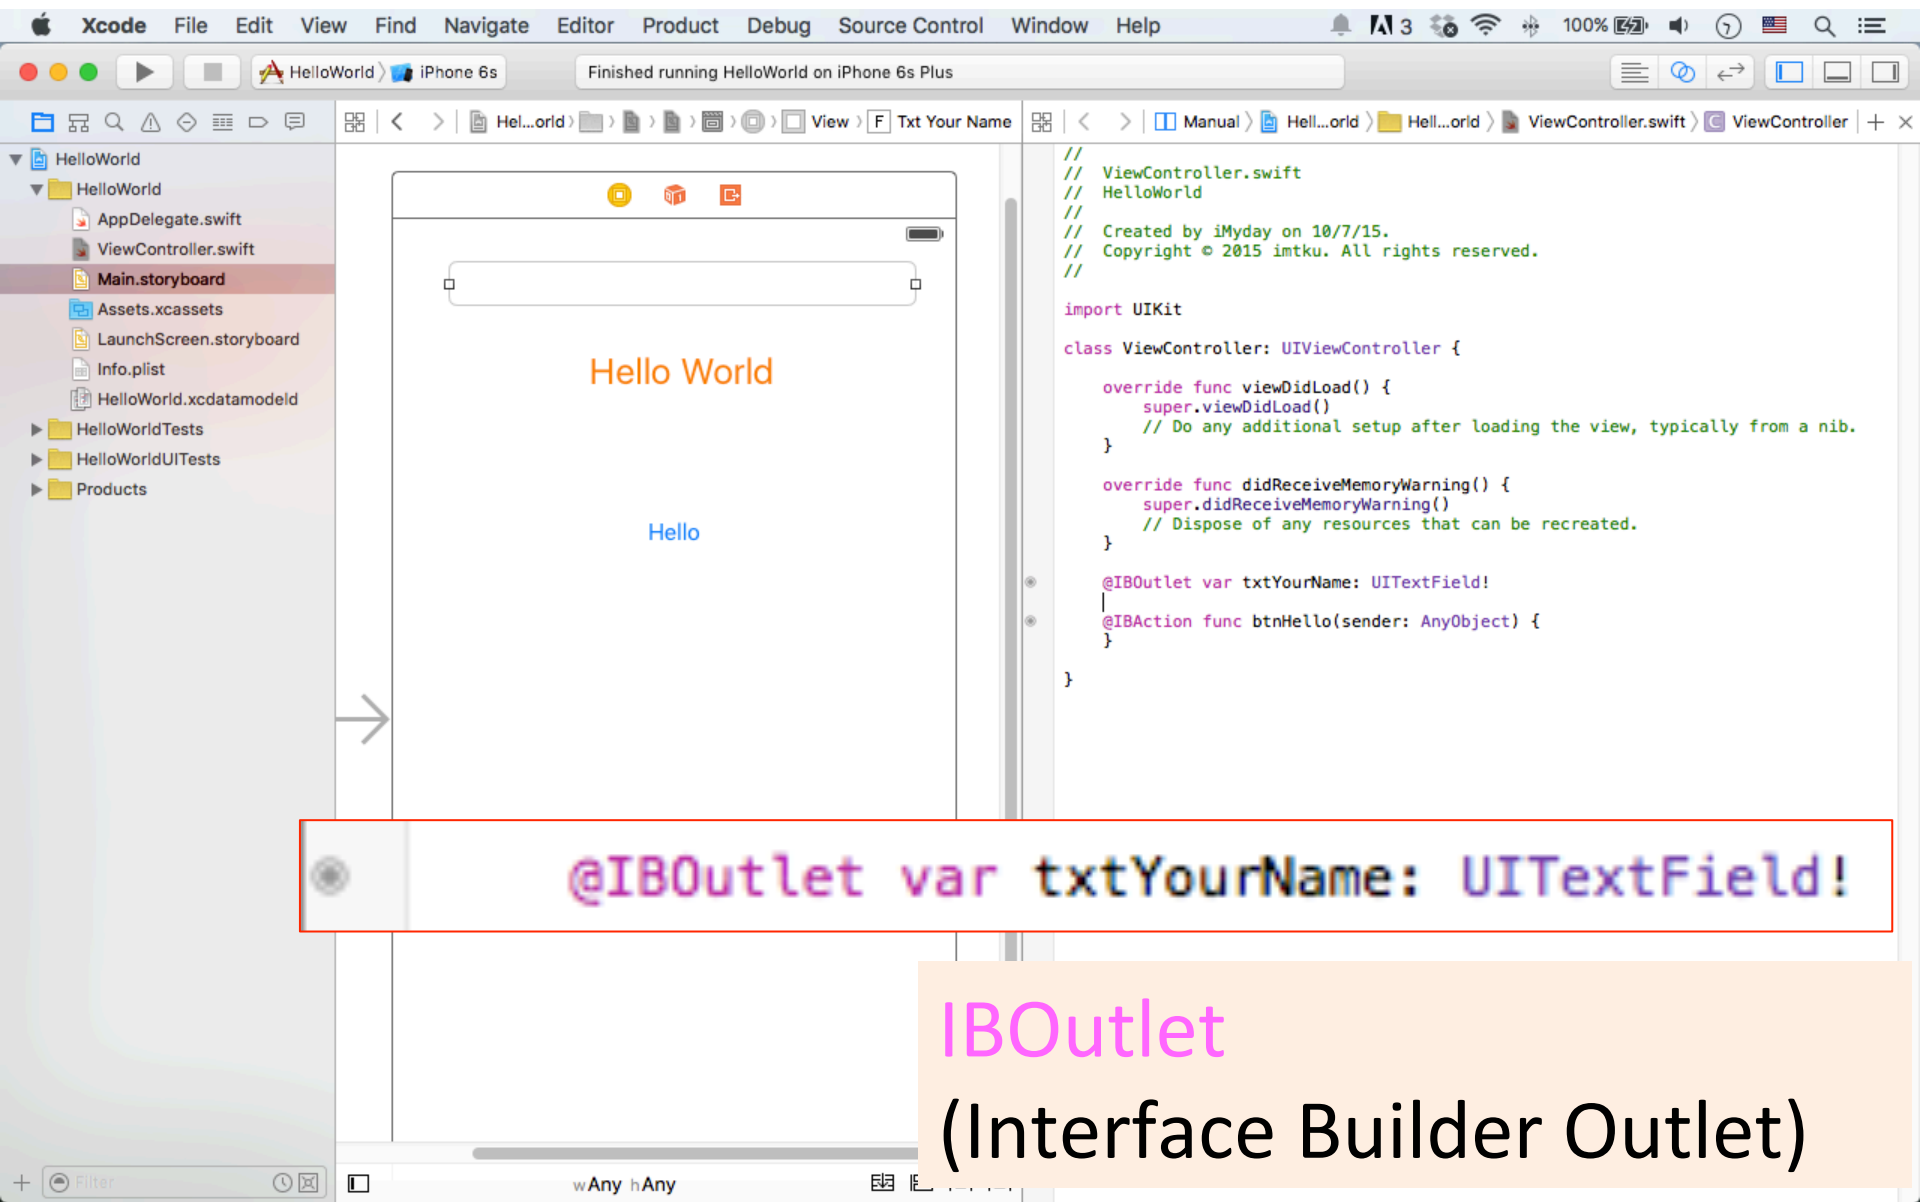 Xcode File Edit View Find Navigate Editor Product Debug Source Control Window Help 3 100%
HelloWorld iPhone 6s Finished running HelloWorld on iPhone 6s Plus
Hel...orld View F Txt Your Name Manual Hell...orld Hell...orld ViewController.swift C ViewController
HelloWorld
HelloWorld
AppDelegate.swift
ViewController.swift
Main.storyboard
Assets.xcassets
LaunchScreen.storyboard
Info.plist
HelloWorld.xcdatamodeld
HelloWorldTests
HelloWorldUITests
Products
Filter
Hello World
Hello
wAny hAny
//
// ViewController.swift
// HelloWorld
//
// Created by iMyday on 10/7/15.
// Copyright © 2015 imtku. All rights reserved.
//
import UIKit
class ViewController: UIViewController {
override func viewDidLoad() {
super.viewDidLoad()
// Do any additional setup after loading the view, typically from a nib.
}
override func didReceiveMemoryWarning() {
super.didReceiveMemoryWarning()
// Dispose of any resources that can be recreated.
}
@IBOutlet var txtYourName: UITextField!
@IBAction func btnHello(sender: AnyObject) {
}
}
@IBOutlet var txtYourName: UITextField!
IBOutlet
(Interface Builder Outlet)